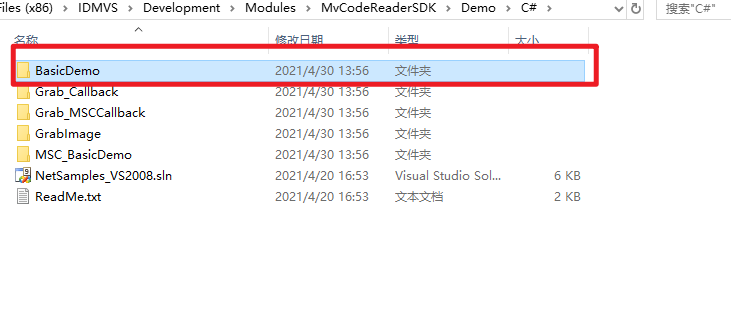 Files (x86) > IDMVS > Development > Modules > MvCodeReaderSDK > Demo > C# > 搜索"C#"
名称 修改日期 类型 大小
BasicDemo 2021/4/30 13:56 文件夹
Grab_Callback 2021/4/30 13:56 文件夹
Grab_MSCCallback 2021/4/30 13:56 文件夹
GrabImage 2021/4/30 13:56 文件夹
MSC_BasicDemo 2021/4/30 13:56 文件夹
NetSamples_VS2008.sln 2021/4/20 16:53 Visual Studio Sol... 6 KB
ReadMe.txt 2021/4/20 16:53 文本文档 2 KB